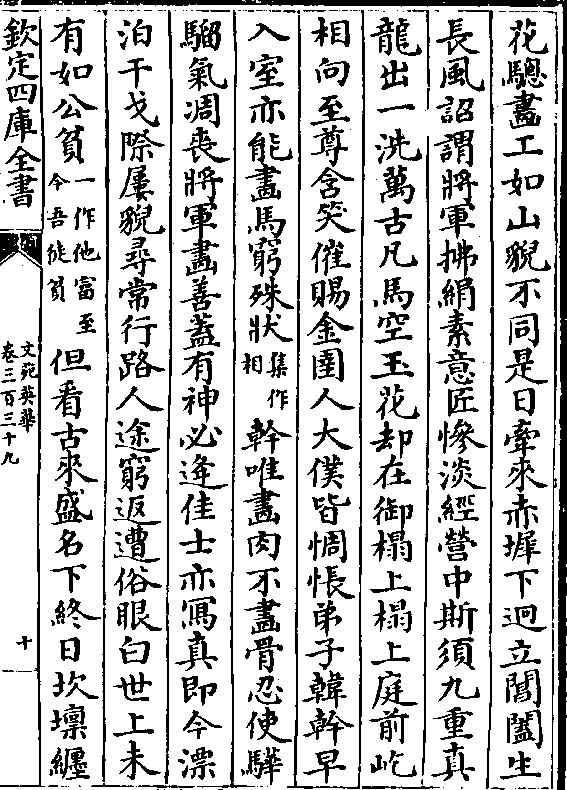 花驄畫工如山貌不同是日牽來赤墀下迥立閶闔生
長風詔謂將軍拂絹素意匠慘淡經營中斯須九重真
龍出一洗萬古凡馬空玉花却在御榻上榻上庭前屹
相向至尊含笑催賜金圉人大僕皆惆悵弟子韓幹早
入室亦能畫馬窮殊狀集作相幹唯畫肉不畫骨忍使驊
騮氣凋喪將軍畫善蓋有神必逢佳士亦寫真即今漂
泊干戈際屢貌尋常行路人途窮返遭俗眼白世上未
有如公貧一作他富至今吾徒貧但看古來盛名下終日坎壈纏
欽定四庫全書
文苑英華
卷三百三十九
十